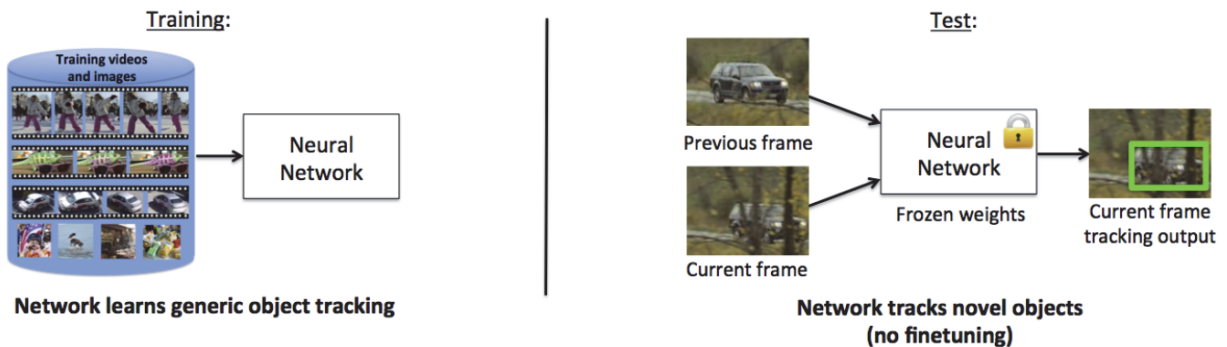 Training:
Training videos
and images
Neural
Network
Network learns generic object tracking
Test:
Previous frame
Current frame
Neural
Network
Frozen weights
Current frame
tracking output
Network tracks novel objects
(no finetuning)